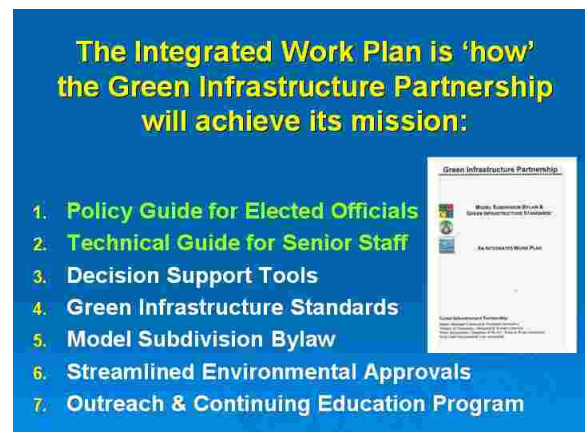 The Integrated Work Plan is ‘how’
the Green Infrastructure Partnership
will achieve its mission:
1. Policy Guide for Elected Officials
2. Technical Guide for Senior Staff
3. Decision Support Tools
4. Green Infrastructure Standards
5. Model Subdivision Bylaw
6. Streamlined Environmental Approvals
7. Outreach & Continuing Education Program
Green Infrastructure Partnership
MODEL SUBDIVISION BYLAW &
GREEN INFRASTRUCTURE STANDARDS
AN INTEGRATED WORK PLAN
Green Infrastructure Partnership: